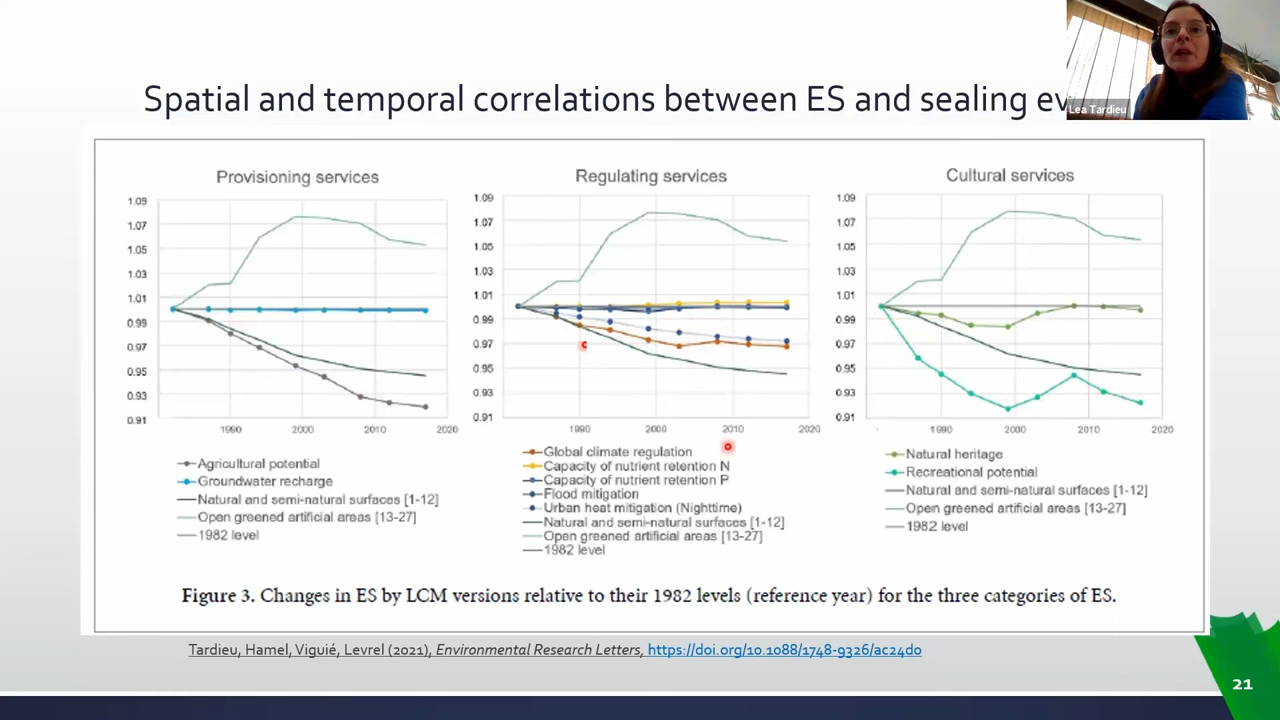 Spatial and temporal correlations between ES and sealing ev
Lea Tardieu
Provisioning services
1.09
1.07
1.05
1.03
1.01
0.99
0.97
0.95
0.93
0.91
1990
2000
2010
2020
Agricultural potential
Groundwater recharge
Natural and semi-natural surfaces [1-12]
Open greened artificial areas [13-27]
1982 level
Regulating services
1.09
1.07
1.05
1.03
1.01
0.99
0.97
0.95
0.93
0.91
1990
2000
2010
2020
Global climate regulation
Capacity of nutrient retention N
Capacity of nutrient retention P
Flood mitigation
Urban heat mitigation (Nighttime)
Natural and semi-natural surfaces [1-12]
Open greened artificial areas [13-27]
1982 level
Cultural services
1.09
1.07
1.05
1.03
1.01
0.99
0.97
0.95
0.93
0.91
1990
2000
2010
2020
Natural heritage
Recreational potential
Natural and semi-natural surfaces [1-12]
Open greened artificial areas [13-27]
1982 level
Figure 3. Changes in ES by LCM versions relative to their 1982 levels (reference year) for the three categories of ES.
Tardieu, Hamel, Viguié, Levrel (2021), Environmental Research Letters, https://doi.org/10.1088/1748-9326/ac24d0
21